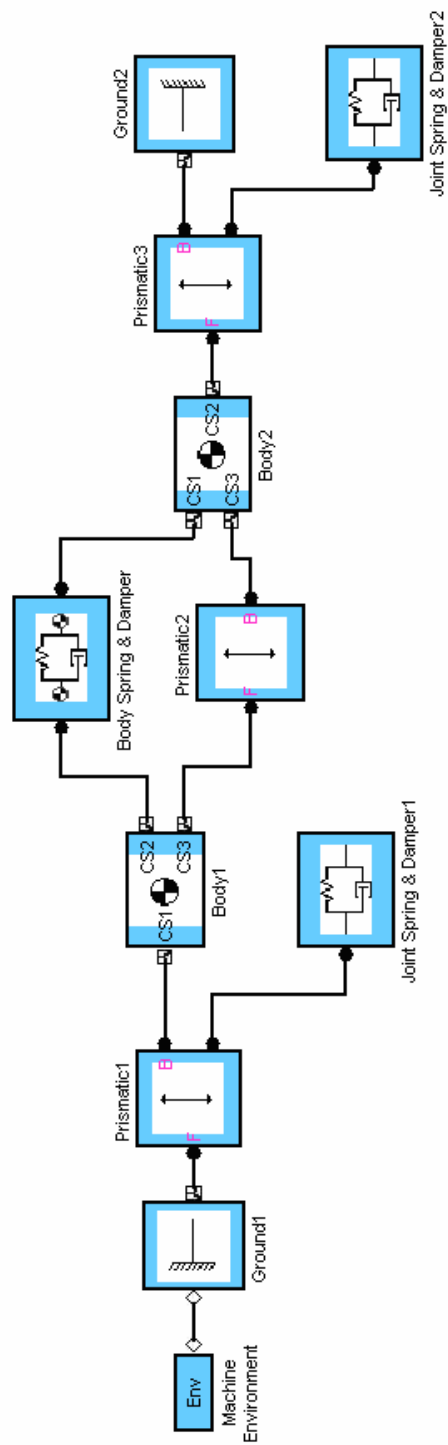 Env
Machine
Environment
Ground1
Prismatic1
F
B
Joint Spring & Damper1
Body1
CS1
CS2
CS3
Body Spring & Damper
Prismatic2
F
B
Body2
CS1
CS3
CS2
Prismatic3
F
B
Ground2
Joint Spring & Damper2